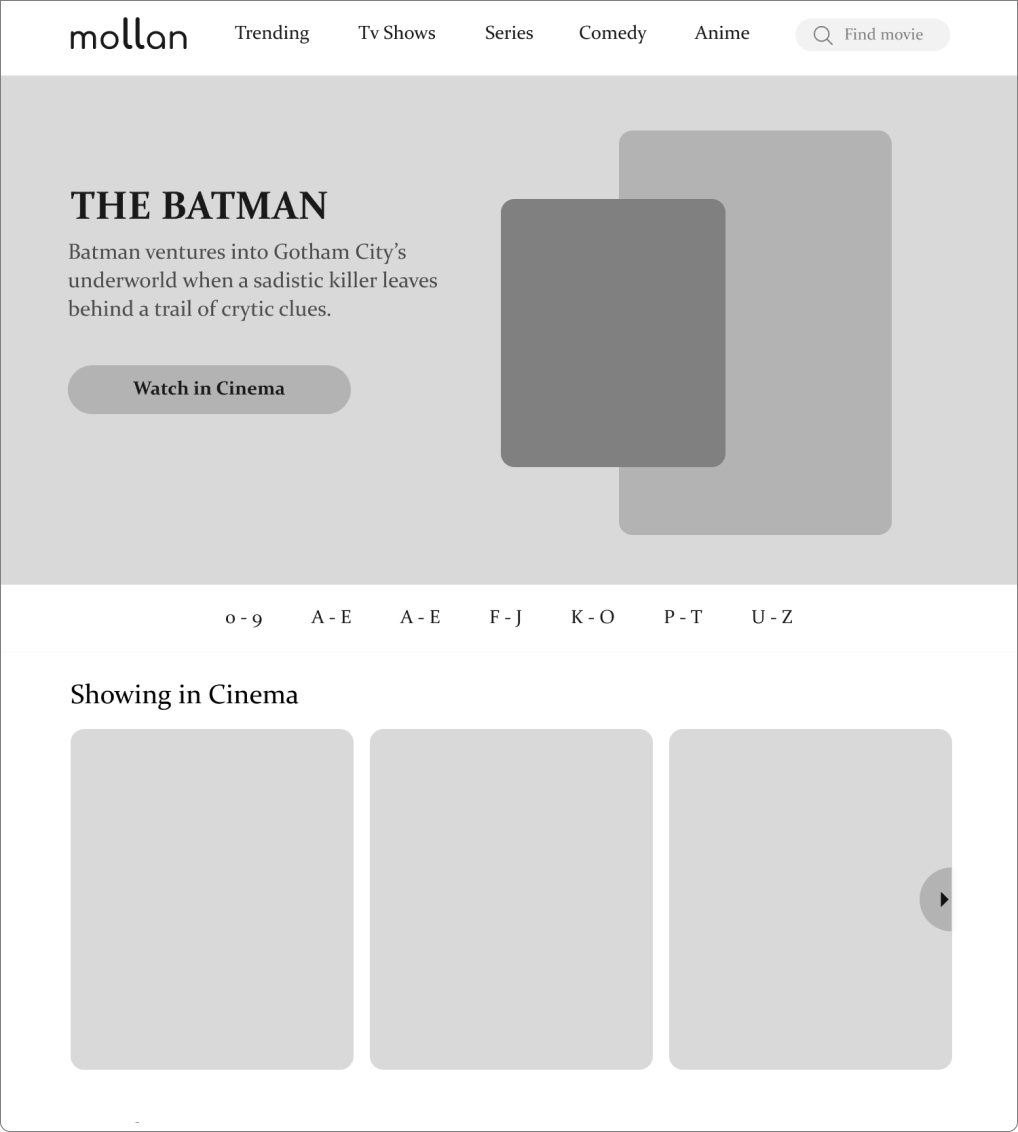 mollan
Trending
Tv Shows
Series
Comedy
Anime
Find movie
THE BATMAN
Batman ventures into Gotham City’s
underworld when a sadistic killer leaves
behind a trail of crytic clues.
Watch in Cinema
0 - 9
A - E
A - E
F - J
K - O
P - T
U - Z
Showing in Cinema